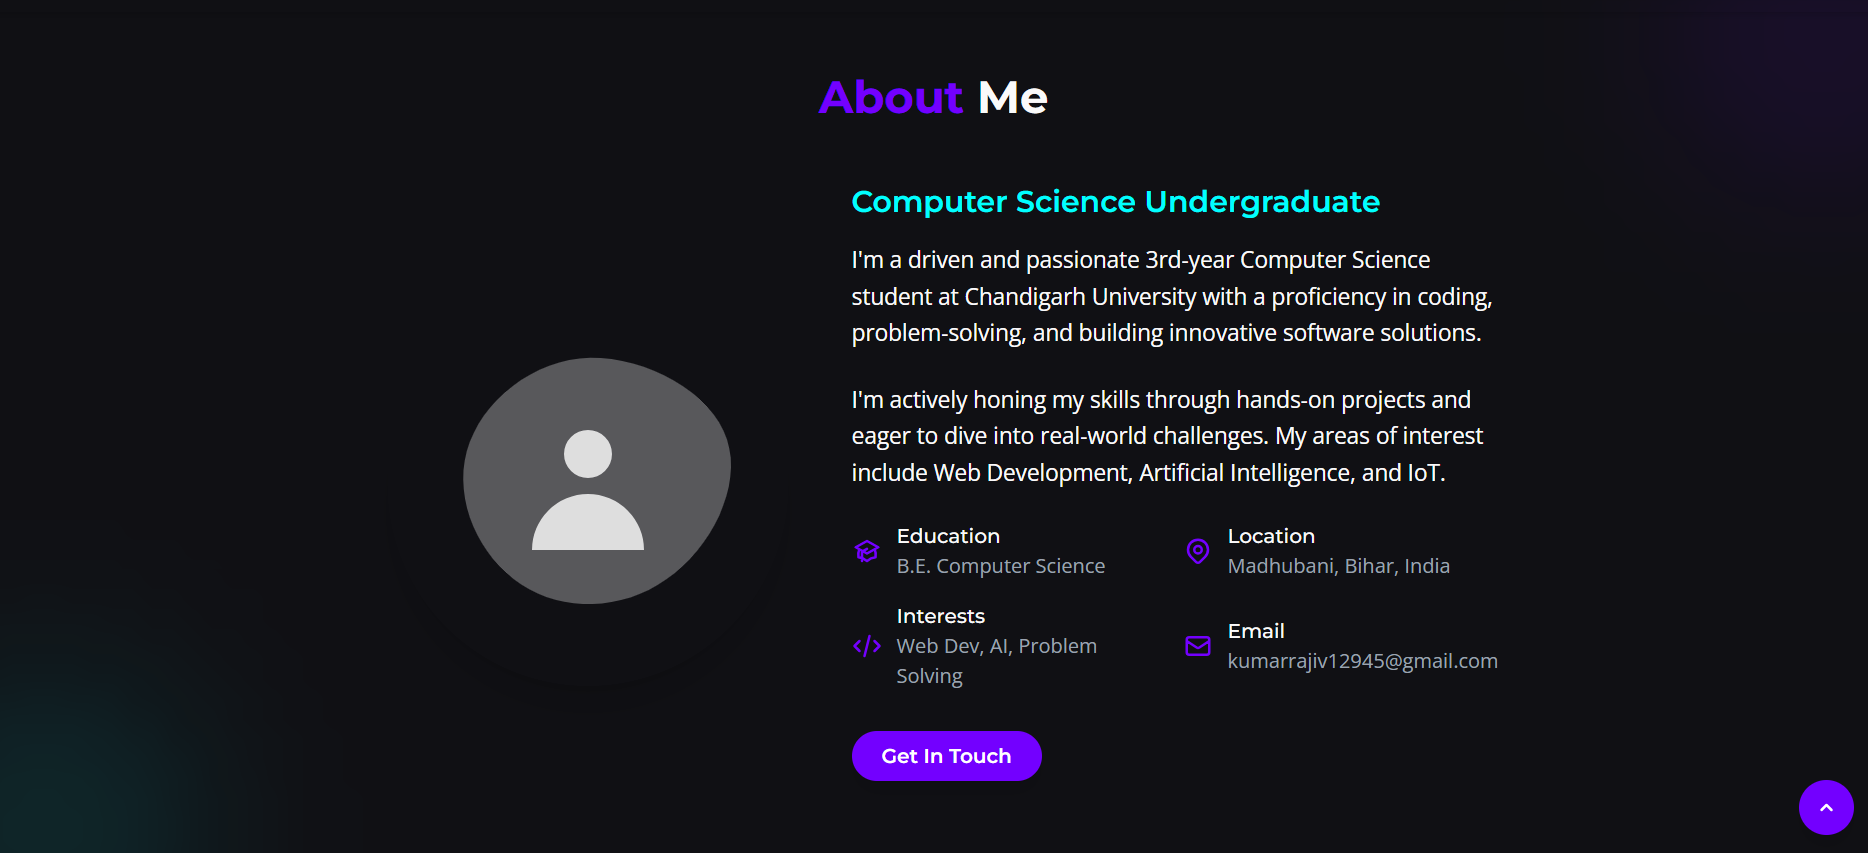 About Me
Computer Science Undergraduate
I'm a driven and passionate 3rd-year Computer Science
student at Chandigarh University with a proficiency in coding,
problem-solving, and building innovative software solutions.
I'm actively honing my skills through hands-on projects and
eager to dive into real-world challenges. My areas of interest
include Web Development, Artificial Intelligence, and IoT.
Education
B.E. Computer Science
Location
Madhubani, Bihar, India
Interests
Web Dev, AI, Problem
Solving
Email
kumarrajiv12945@gmail.com
Get In Touch